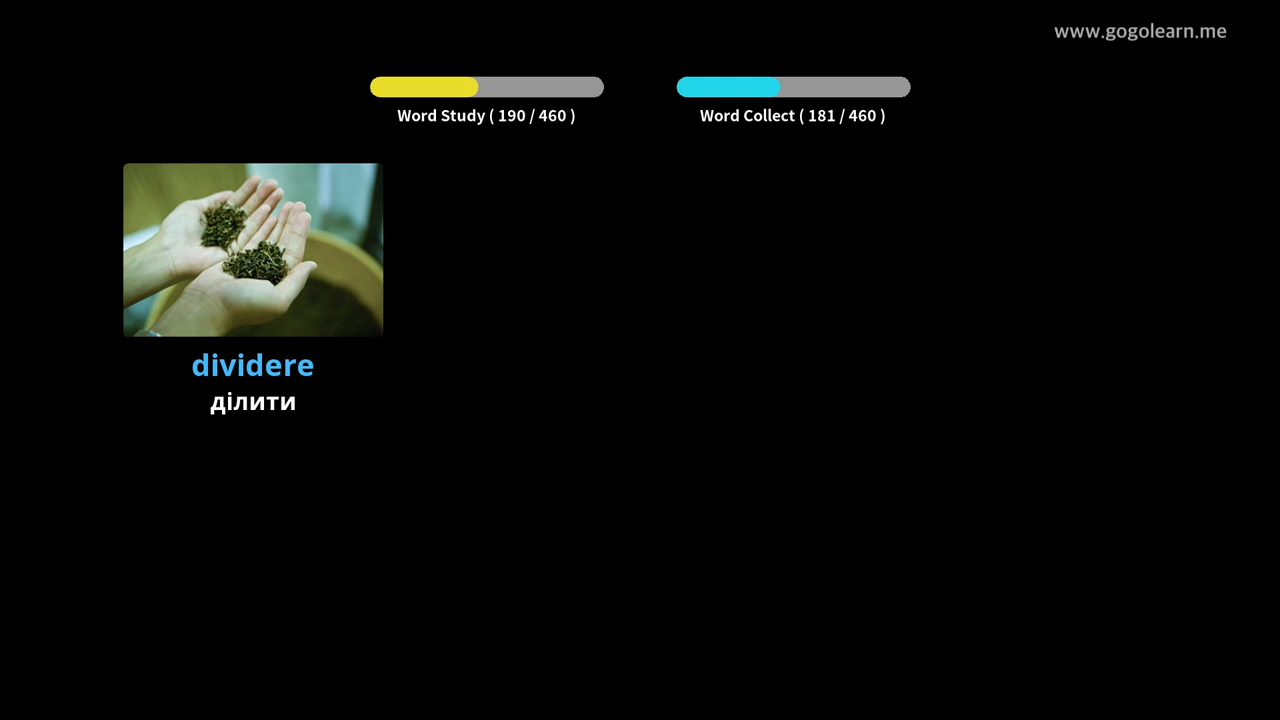 www.gogolearn.me
Word Study ( 190 / 460 )
Word Collect ( 181 / 460 )
dividere
ділити